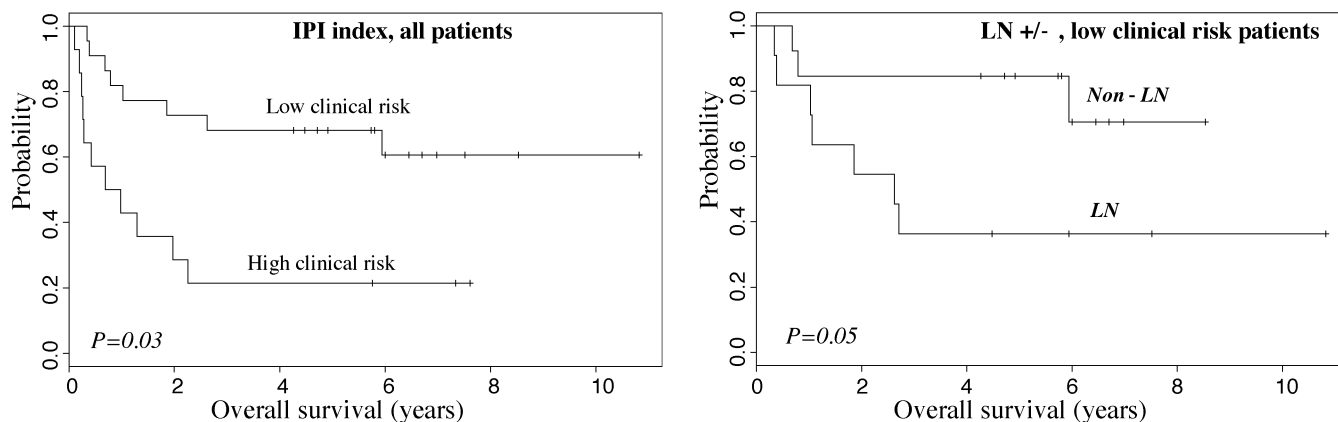 IPI index, all patients
Probability
1.0
0.8
0.6
0.4
0.2
0.0
Low clinical risk
High clinical risk
P=0.03
0 2 4 6 8 10
Overall survival (years)
LN +/- , low clinical risk patients
Probability
1.0
0.8
0.6
0.4
0.2
0.0
Non - LN
LN
P=0.05
0 2 4 6 8 10
Overall survival (years)